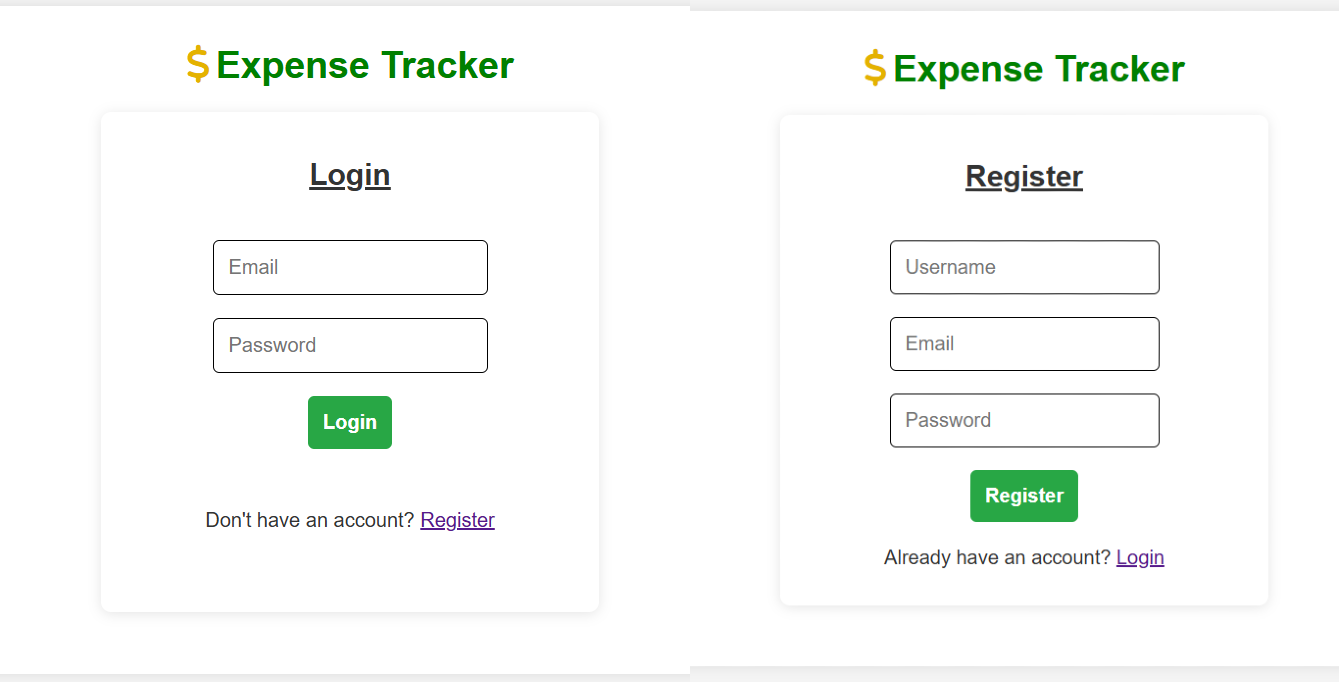 $Expense Tracker
Login
Email
Password
Login
Don't have an account? Register
$Expense Tracker
Register
Username
Email
Password
Register
Already have an account? Login